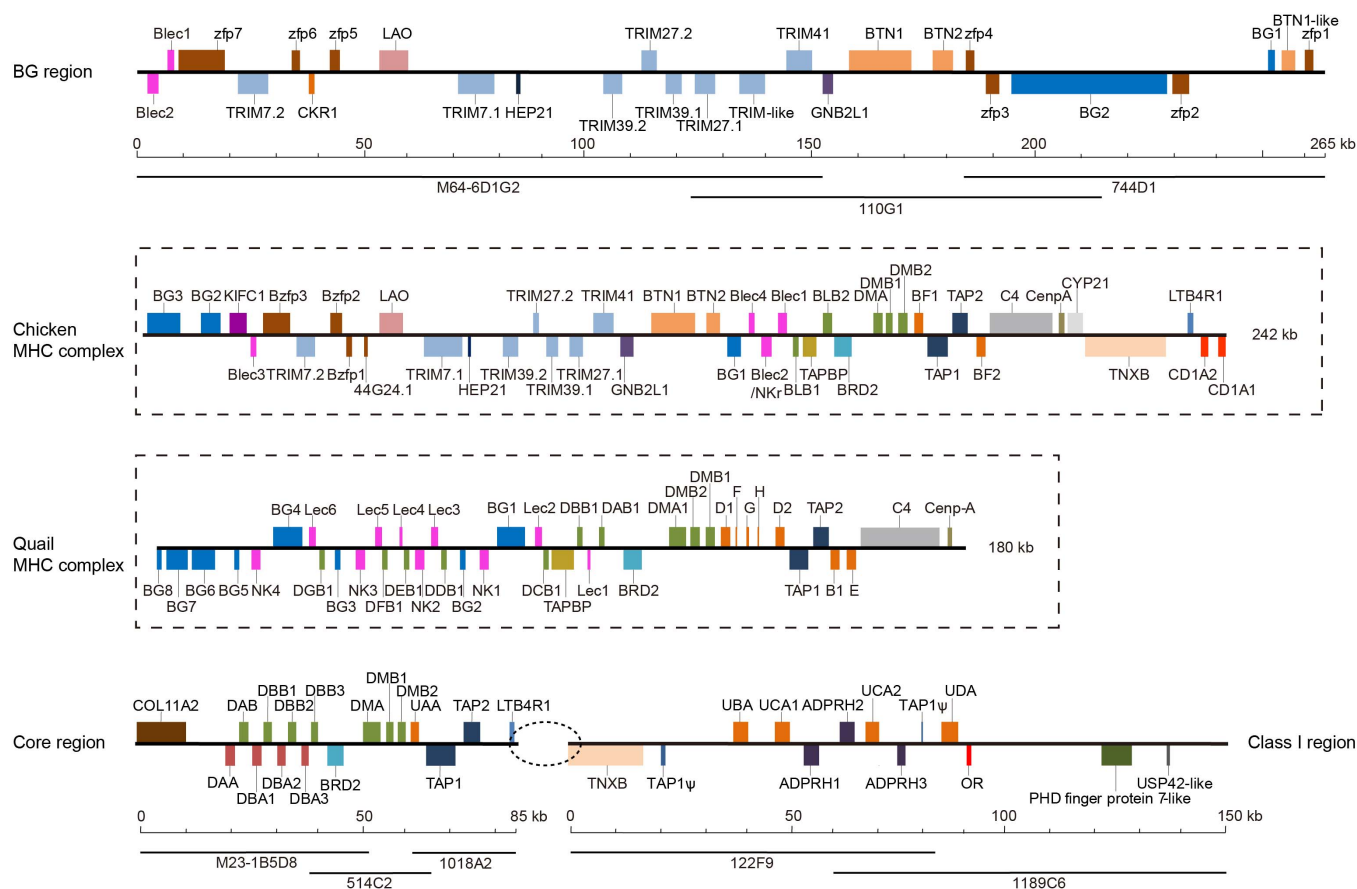 Blec1 zfp7 zfp6 zfp5 LAO TRIM27.2 TRIM41 BTN1 BTN2 zfp4 BG1 BTN1-like zfp1
BG region
Blec2 TRIM7.2 CKR1 TRIM7.1 HEP21 TRIM39.2 TRIM39.1 TRIM27.1 TRIM-like GNB2L1 zfp3 BG2 zfp2
0 50 100 150 200 265 kb
M64-6D1G2 744D1
110G1
BG3 BG2 KIFC1 Bzfp3 Bzfp2 LAO TRIM27.2 TRIM41 BTN1 BTN2 Blec4 Blec1 BLB2 DMA DMB1 DMB2 BF1 TAP2 C4 CenpA CYP21 LTB4R1
Chicken
MHC complex
242 kb
Blec3 TRIM7.2 Bzfp1 44G24.1 TRIM7.1 HEP21 TRIM39.2 TRIM39.1 TRIM27.1 GNB2L1 BG1 Blec2 /NKr BLB1 TAPBP BRD2 TAP1 BF2 TNXB CD1A2 CD1A1
BG4 Lec6 Lec5 Lec4 Lec3 BG1 Lec2 DBB1 DAB1 DMA1 DMB2 DMB1 D1 F G H D2 TAP2 C4 Cenp-A
Quail
MHC complex
180 kb
BG8 BG7 BG6 BG5 NK4 DGB1 BG3 NK3 DFB1 DEB1 NK2 DDB1 BG2 NK1 DCB1 TAPBP Lec1 BRD2 TAP1 B1 E
COL11A2 DAB DBB1 DBB2 DBB3 DMA DMB1 DMB2 UAA TAP2 LTB4R1 UBA UCA1 ADPRH2 UCA2 TAP1ψ UDA
Core region
Class I region
DAA DBA1 DBA2 DBA3 BRD2 TAP1 TNXB TAP1ψ ADPRH1 ADPRH3 OR PHD finger protein 7-like USP42-like
0 50 85 kb 0 50 100 150 kb
M23-1B5D8 1018A2 122F9
514C2 1189C6